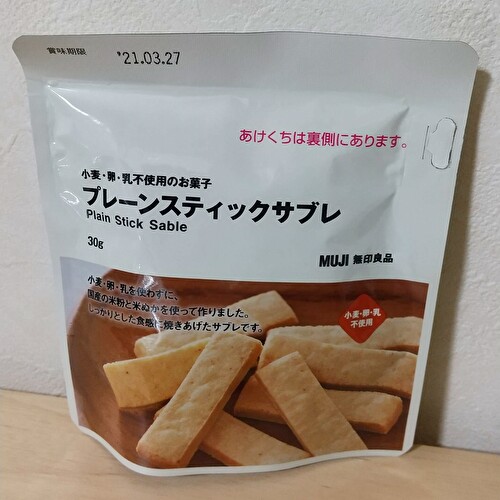 賞味期限 '21.03.27
あけくちは裏側にあります。
小麦・卵・乳不使用のお菓子
プレーンスティックサブレ
Plain Stick Sable
30g
MUJI 無印良品
小麦・卵・乳を使わずに、
国産の米粉と米ぬかを使って作りました。
しっかりとした食感に焼きあげたサブレです。
小麦・卵・乳
不使用